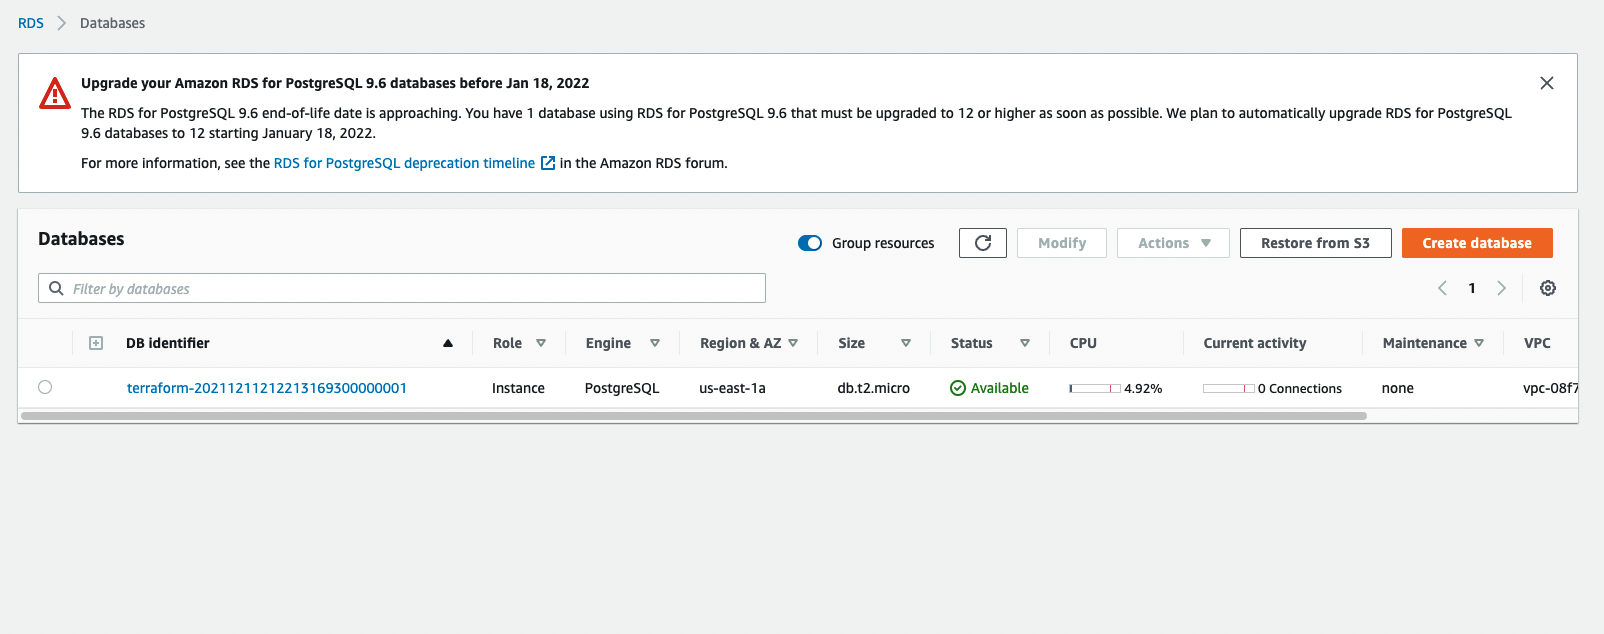 RDS > Databases
Upgrade your Amazon RDS for PostgreSQL 9.6 databases before Jan 18, 2022
The RDS for PostgreSQL 9.6 end-of-life date is approaching. You have 1 database using RDS for PostgreSQL 9.6 that must be upgraded to 12 or higher as soon as possible. We plan to automatically upgrade RDS for PostgreSQL
9.6 databases to 12 starting January 18, 2022.
For more information, see the RDS for PostgreSQL deprecation timeline in the Amazon RDS forum.
Databases
Group resources
Modify
Actions
Restore from S3
Create database
Filter by databases
1
DB identifier Role Engine Region & AZ Size Status CPU Current activity Maintenance VPC
terraform-20211211212213169300000001 Instance PostgreSQL us-east-1a db.t2.micro Available 4.92% 0 Connections none vpc-08f7